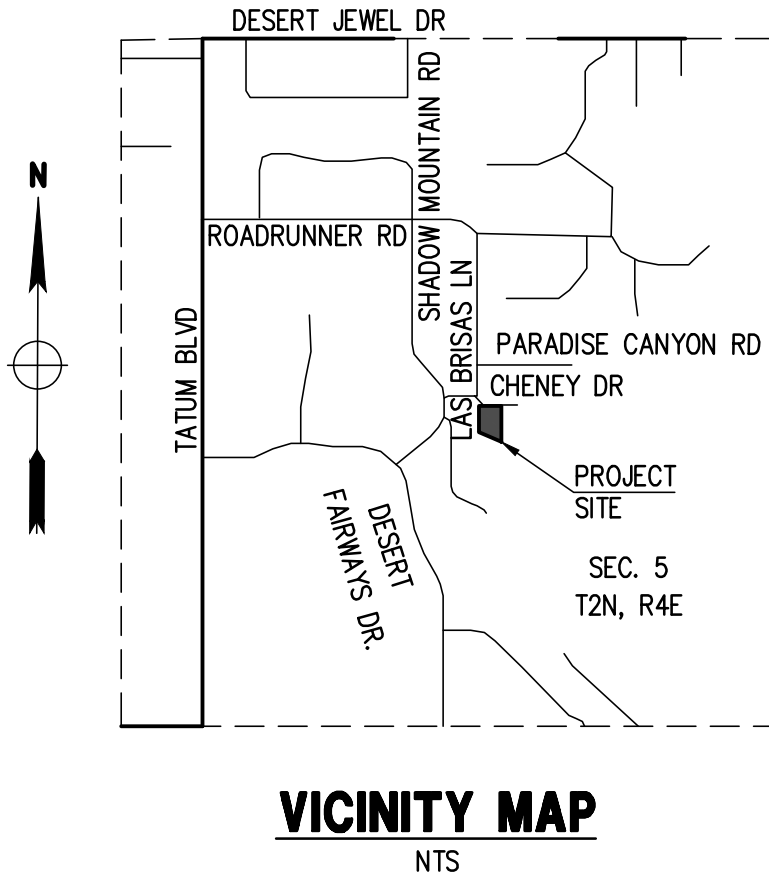 DESERT JEWEL DR
SHADOW MOUNTAIN RD
N
ROADRUNNER RD
TATUM BLVD
LAS BRISAS LN
PARADISE CANYON RD
CHENEY DR
PROJECT
SITE
DESERT
FAIRWAYS DR.
SEC. 5
T2N, R4E
VICINITY MAP
NTS